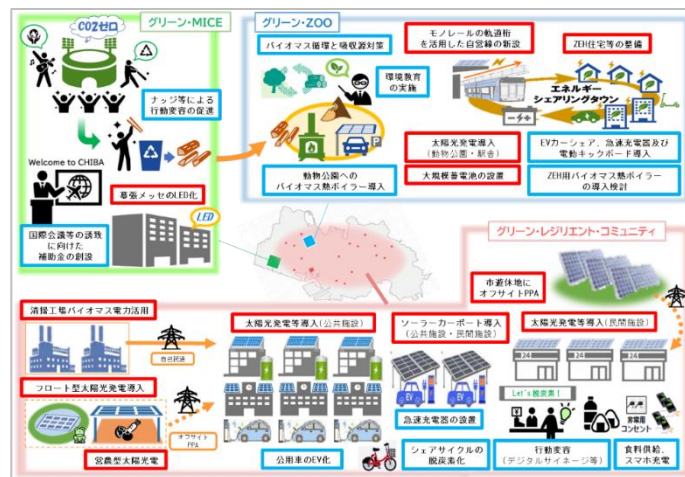 グリーン・MICE
CO2ゼロ
ナッジ等による
行動変容の促進
Welcome to CHIBA
幕張メッセのLED化
LED
国際会議等の誘致
に向けた
補助金の創設
グリーン・ZOO
バイオマス循環と吸収源対策
環境教育
の実施
P
動物公園への
バイオマス熱ボイラー導入
モノレールの軌道桁
を活用した自営線の新設
ZEH住宅等の整備
エネルギー
シェアリングタウン
太陽光発電導入
(動物公園・駅舎)
大規模蓄電池の設置
EVカーシェア、急速充電器及び
電動キックボード導入
ZEH用バイオマス熱ボイラー
の導入検討
グリーン・レジリエント・コミュニティ
市遊休地に
オフサイトPPA
清掃工場バイオマス電力活用
自己託送
フロート型太陽光発電導入
オフサイト
PPA
営農型太陽光発電
太陽光発電等導入(公共施設)
公用車のEV化
ソーラーカーポート導入
(公共施設・民間施設)
EV
EV
急速充電器の設置
シェアサイクルの
脱炭素化
太陽光発電等導入(民間施設)
24
24
24
Let's脱炭素!
非常用
コンセント
行動変容
(デジタルサイネージ等)
食料供給、
スマホ充電